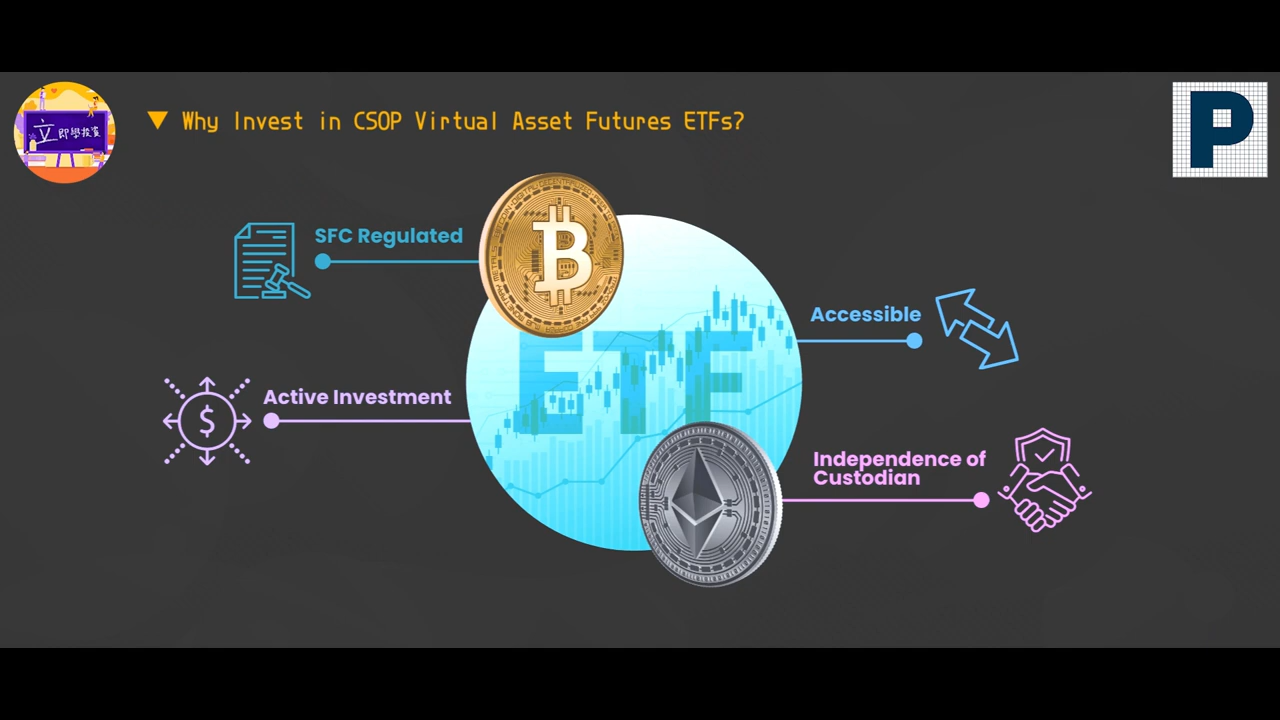 立即學投資
▼ Why Invest in CSOP Virtual Asset Futures ETFs?
P
SFC Regulated
Accessible
Active Investment
ETF
Independence of
Custodian